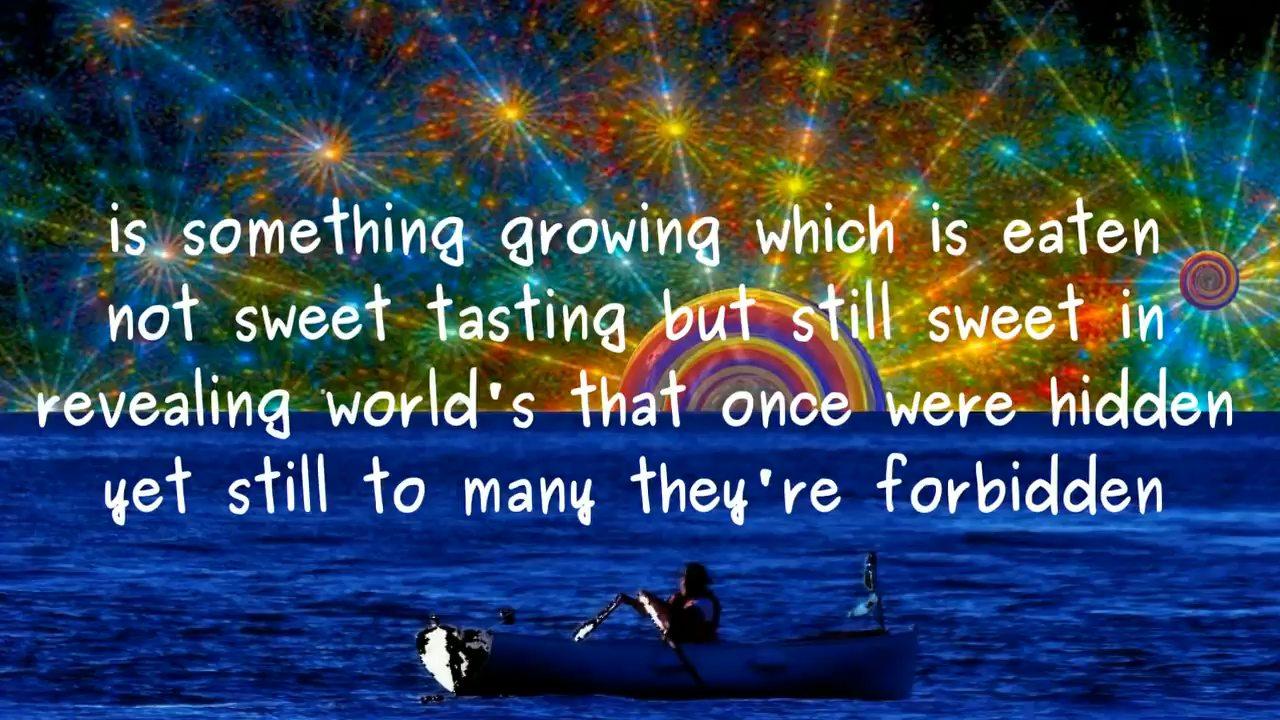 is something growing which is eaten
not sweet tasting but still sweet in
revealing world's that once were hidden
yet still to many they're forbidden